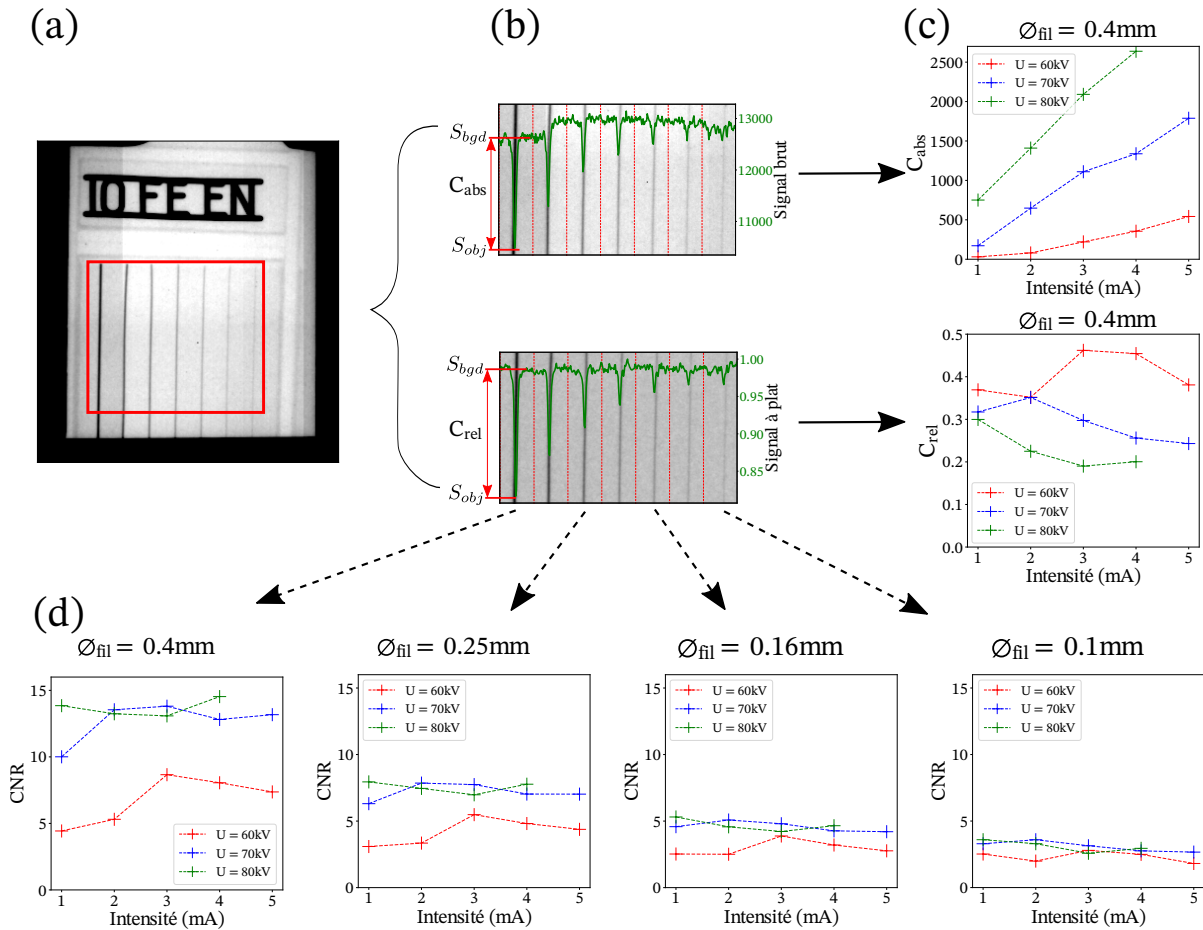 (a)
(b)
(c)
IO FE EN
S_bgd
C_abs
S_obj
13000
12000
11000
Signal brut
S_bgd
C_rel
S_obj
1.00
0.95
0.90
0.85
Signal à plat
∅fil = 0.4mm
U = 60kV
U = 70kV
U = 80kV
2500
2000
1500
1000
500
0
C_abs
1 2 3 4 5
Intensité (mA)
∅fil = 0.4mm
0.5
0.4
0.3
0.2
0.1
0.0
C_rel
U = 60kV
U = 70kV
U = 80kV
1 2 3 4 5
Intensité (mA)
(d)
∅fil = 0.4mm
15
10
5
0
CNR
U = 60kV
U = 70kV
U = 80kV
1 2 3 4 5
Intensité (mA)
∅fil = 0.25mm
15
10
5
0
CNR
U = 60kV
U = 70kV
U = 80kV
1 2 3 4 5
Intensité (mA)
∅fil = 0.16mm
15
10
5
0
CNR
U = 60kV
U = 70kV
U = 80kV
1 2 3 4 5
Intensité (mA)
∅fil = 0.1mm
15
10
5
0
CNR
U = 60kV
U = 70kV
U = 80kV
1 2 3 4 5
Intensité (mA)